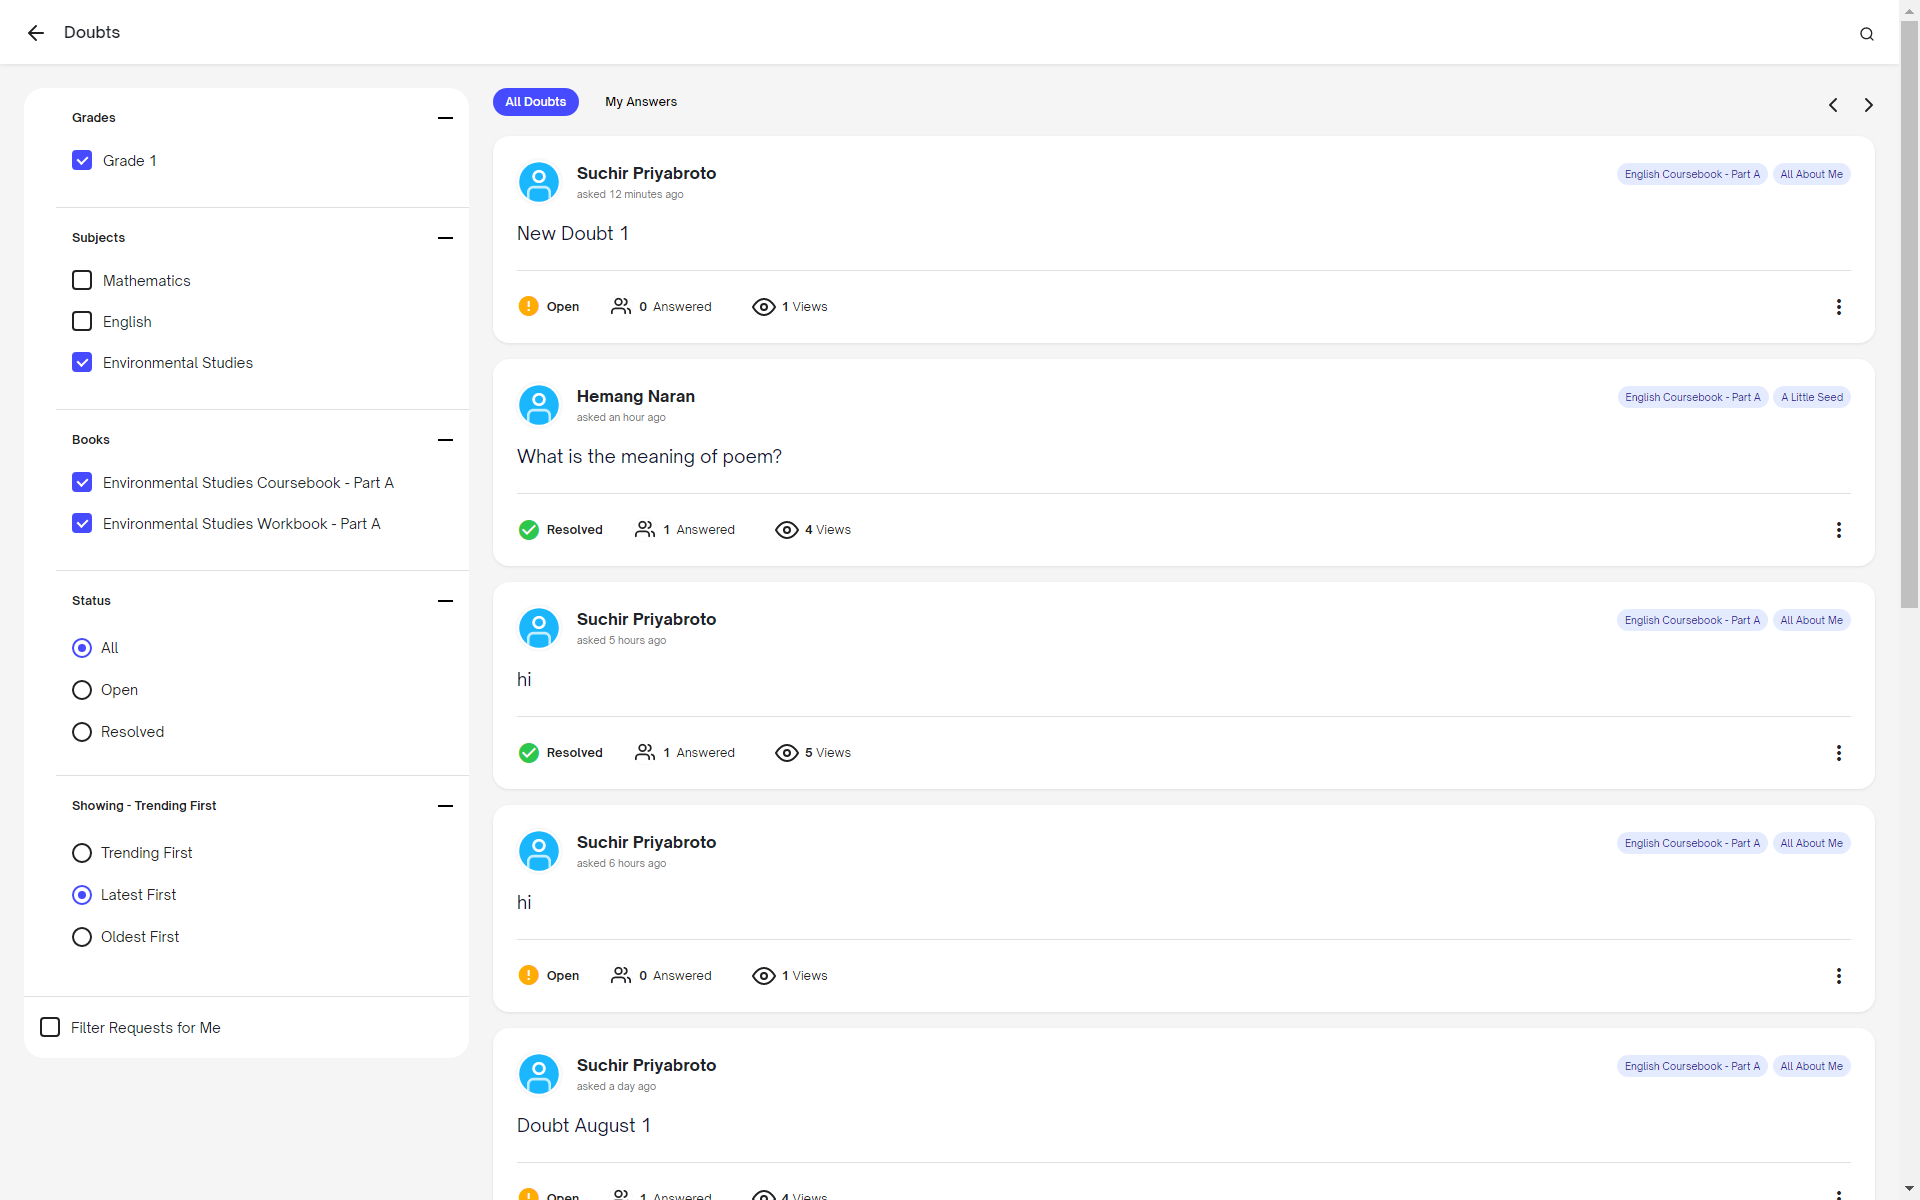 Doubts
Grades
Grade 1
Subjects
Mathematics
English
Environmental Studies
Books
Environmental Studies Coursebook - Part A
Environmental Studies Workbook - Part A
Status
All
Open
Resolved
Showing - Trending First
Trending First
Latest First
Oldest First
Filter Requests for Me
All Doubts My Answers
Suchir Priyabroto English Coursebook - Part A All About Me
asked 12 minutes ago
New Doubt 1
Open 0 Answered 1 Views
Hemang Naran English Coursebook - Part A A Little Seed
asked an hour ago
What is the meaning of poem?
Resolved 1 Answered 4 Views
Suchir Priyabroto English Coursebook - Part A All About Me
asked 5 hours ago
hi
Resolved 1 Answered 5 Views
Suchir Priyabroto English Coursebook - Part A All About Me
asked 6 hours ago
hi
Open 0 Answered 1 Views
Suchir Priyabroto English Coursebook - Part A All About Me
asked a day ago
Doubt August 1
Open 1 Answered 4 Views